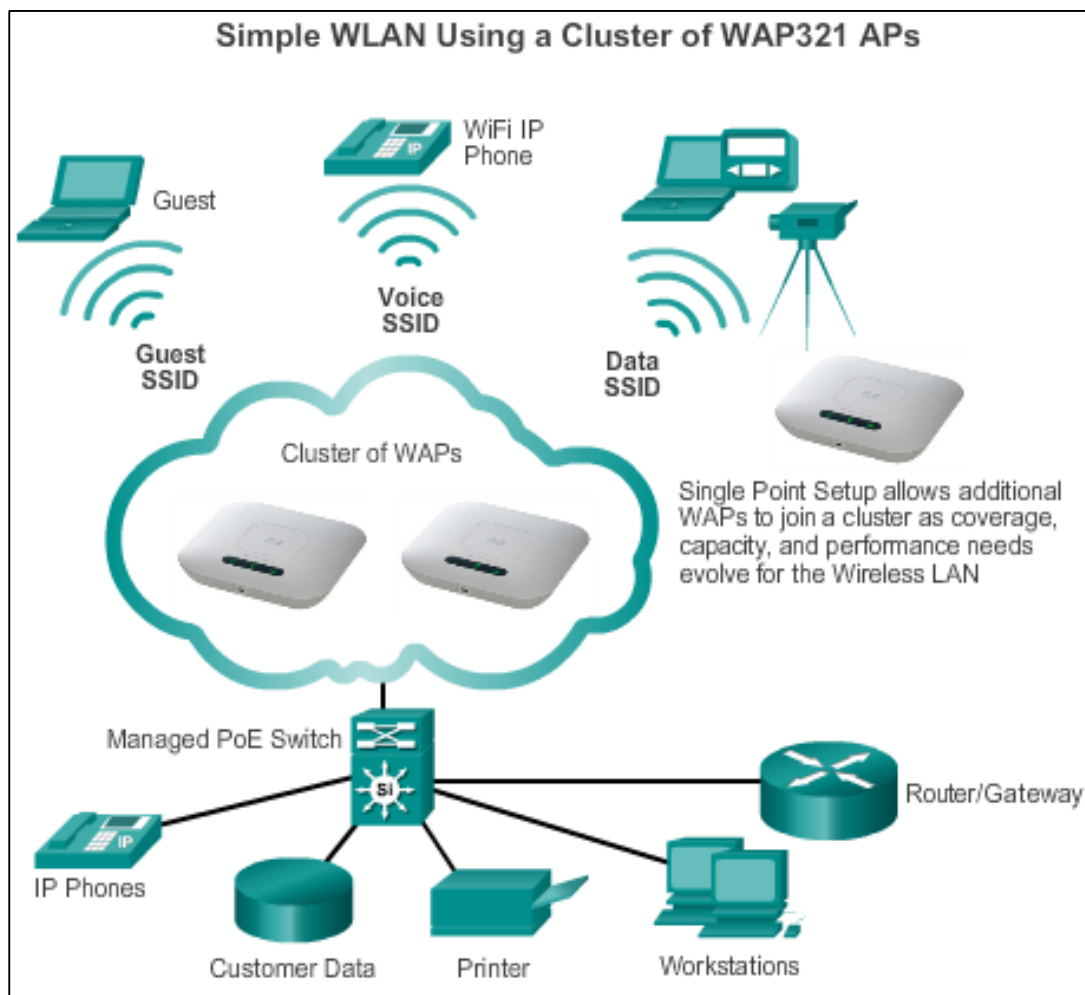 Simple WLAN Using a Cluster of WAP321 APs
WiFi IP
Phone
IP
Guest
Voice
SSID
Guest
SSID
Data
SSID
Cluster of WAPs
Single Point Setup allows additional
WAPs to join a cluster as coverage,
capacity, and performance needs
evolve for the Wireless LAN
Managed PoE Switch
Si
Router/Gateway
IP
IP Phones
Customer Data
Printer
Workstations